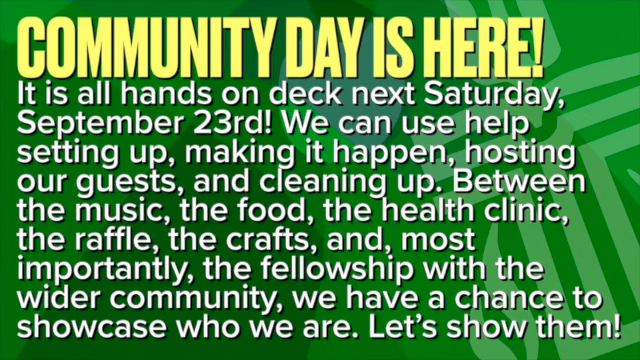 COMMUNITY DAY IS HERE!
It is all hands on deck next Saturday,
September 23rd! We can use help
setting up, making it happen, hosting
our guests, and cleaning up. Between
the music, the food, the health clinic,
the raffle, the crafts, and, most
importantly, the fellowship with the
wider community, we have a chance to
showcase who we are. Let’s show them!